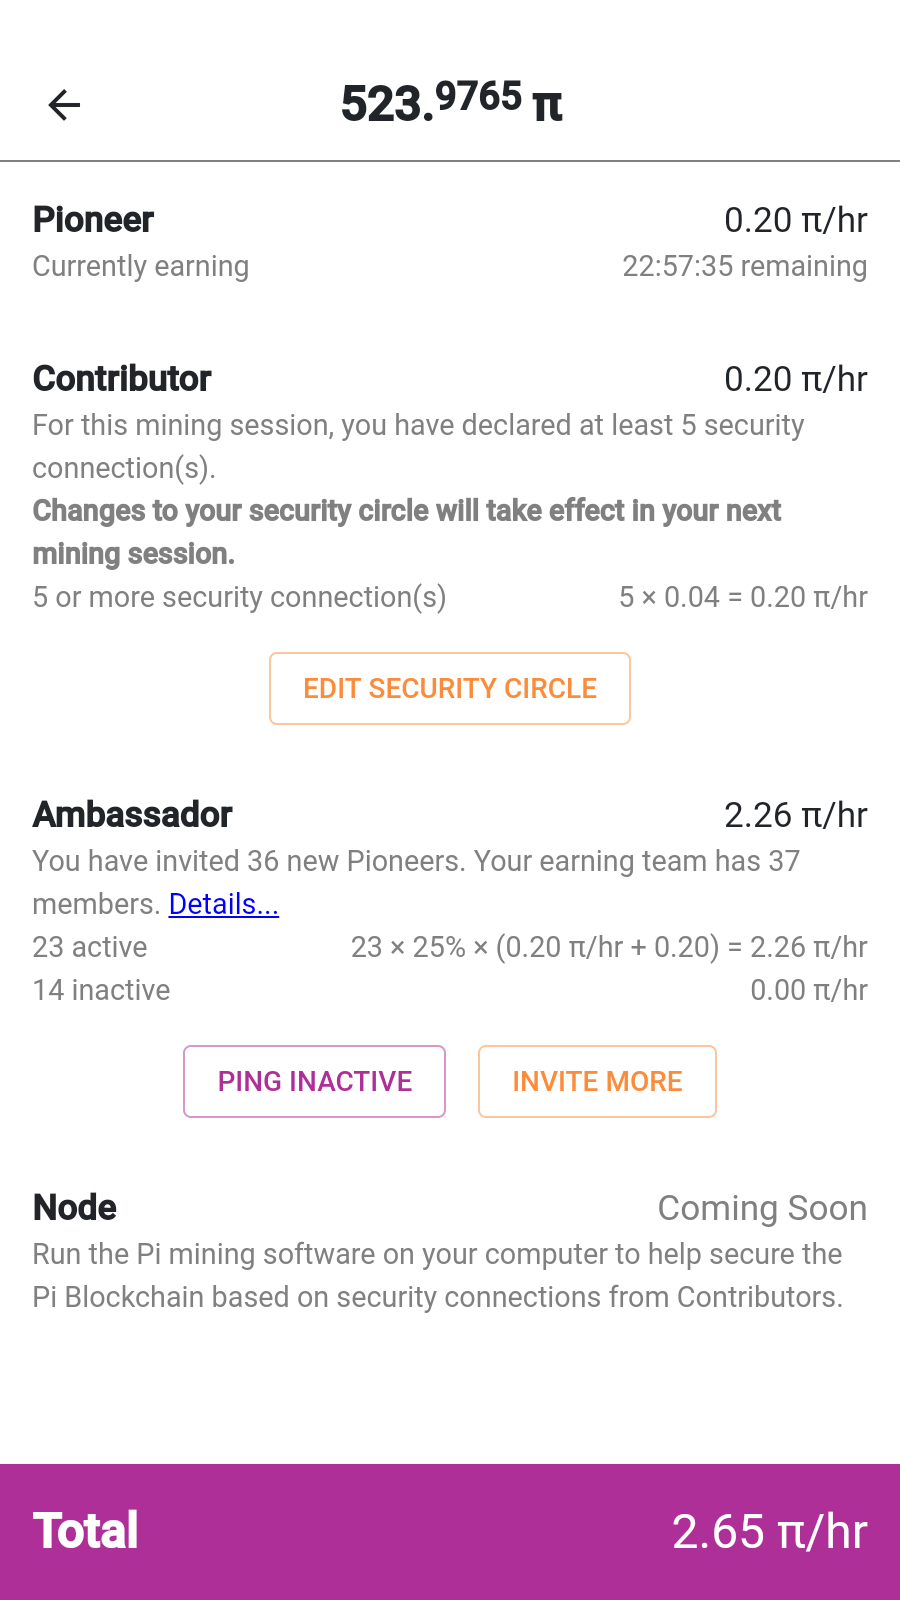 523.9765 π
Pioneer 0.20 π/hr
Currently earning 22:57:35 remaining
Contributor 0.20 π/hr
For this mining session, you have declared at least 5 security
connection(s).
Changes to your security circle will take effect in your next
mining session.
5 or more security connection(s) 5 × 0.04 = 0.20 π/hr
EDIT SECURITY CIRCLE
Ambassador 2.26 π/hr
You have invited 36 new Pioneers. Your earning team has 37
members. Details...
23 active 23 × 25% × (0.20 π/hr + 0.20) = 2.26 π/hr
14 inactive 0.00 π/hr
PING INACTIVE INVITE MORE
Node Coming Soon
Run the Pi mining software on your computer to help secure the
Pi Blockchain based on security connections from Contributors.
Total 2.65 π/hr